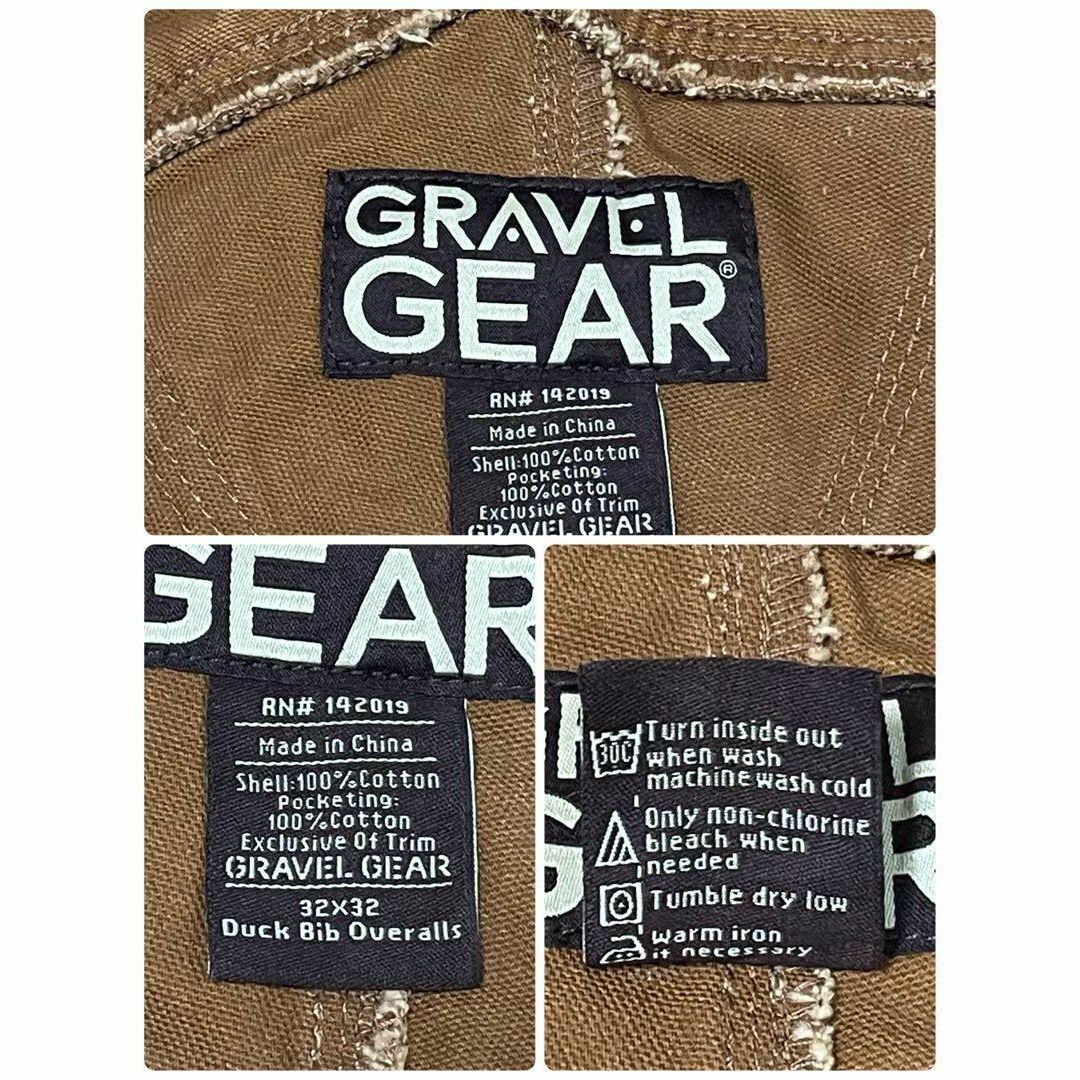 GRAVEL
GEAR®
RN# 142019
Made in China
Shell:100%Cotton
Pocketing:
100%Cotton
Exclusive Of Trim
GRAVEL GEAR
GEAR
RN# 142019
Made in China
Shell:100%Cotton
Pocketing:
100%Cotton
Exclusive Of Trim
GRAVEL GEAR
32X32
Duck Bib Overalls
30C
Turn inside out
when wash
machine wash cold
Only non-chlorine
bleach when
needed
Tumble dry low
warm iron
if necessary